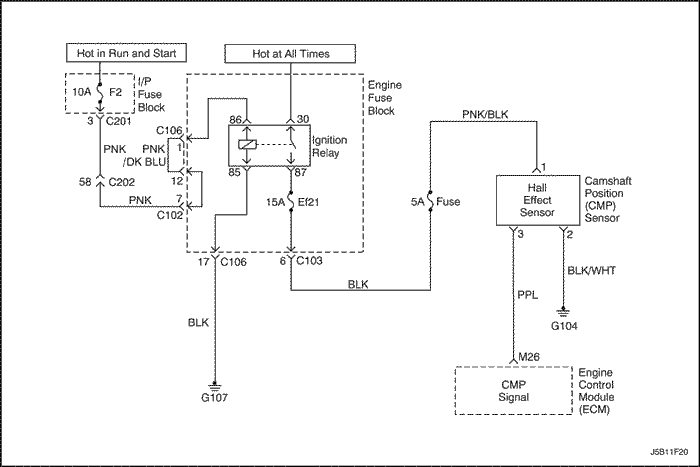 Hot in Run and Start
Hot at All Times
10A
F2
I/P
Fuse
Block
Engine
Fuse
Block
3
C201
C106
1
86
30
Ignition
Relay
85
87
PNK
PNK
/DK BLU
58
C202
12
PNK
7
C102
15A
Ef21
17
C106
6
C103
BLK
BLK
G107
PNK/BLK
5A
Fuse
1
Hall
Effect
Sensor
Camshaft
Position
(CMP)
Sensor
3
2
BLK/WHT
PPL
G104
M26
CMP
Signal
Engine
Control
Module
(ECM)
J5B11F20